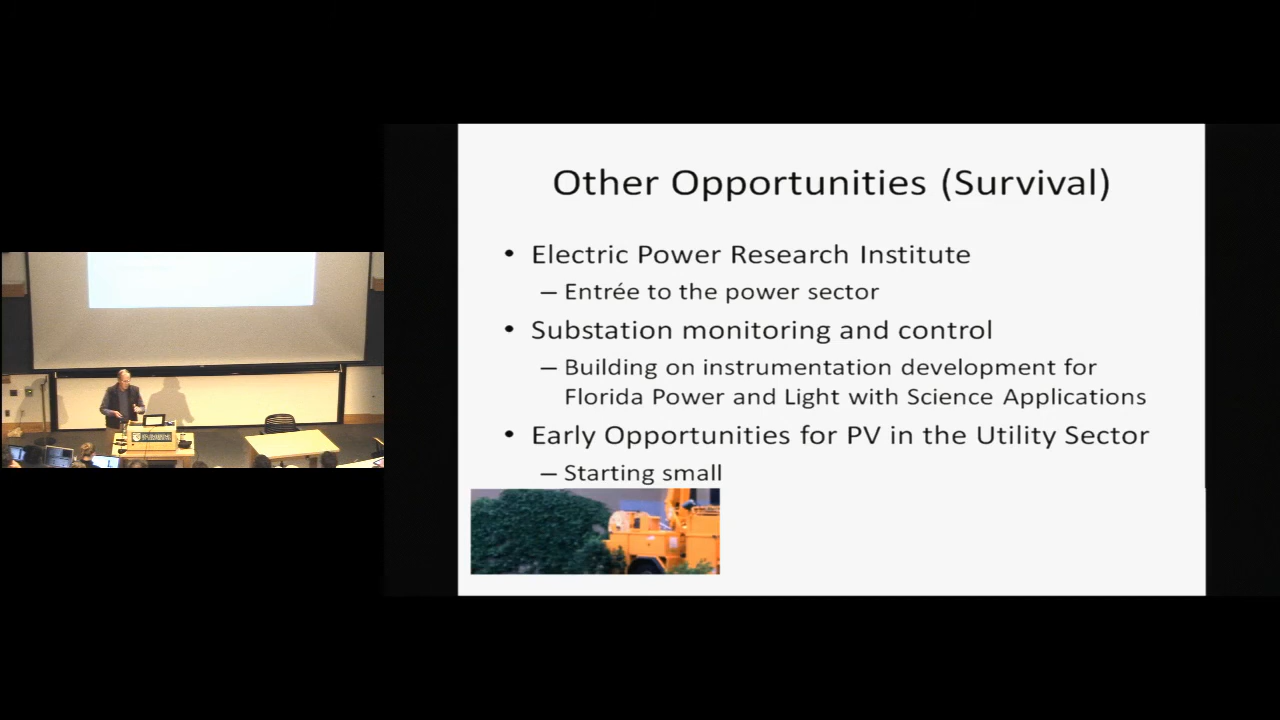 Other Opportunities (Survival)
• Electric Power Research Institute
– Entrée to the power sector
• Substation monitoring and control
– Building on instrumentation development for
Florida Power and Light with Science Applications
• Early Opportunities for PV in the Utility Sector
– Starting small